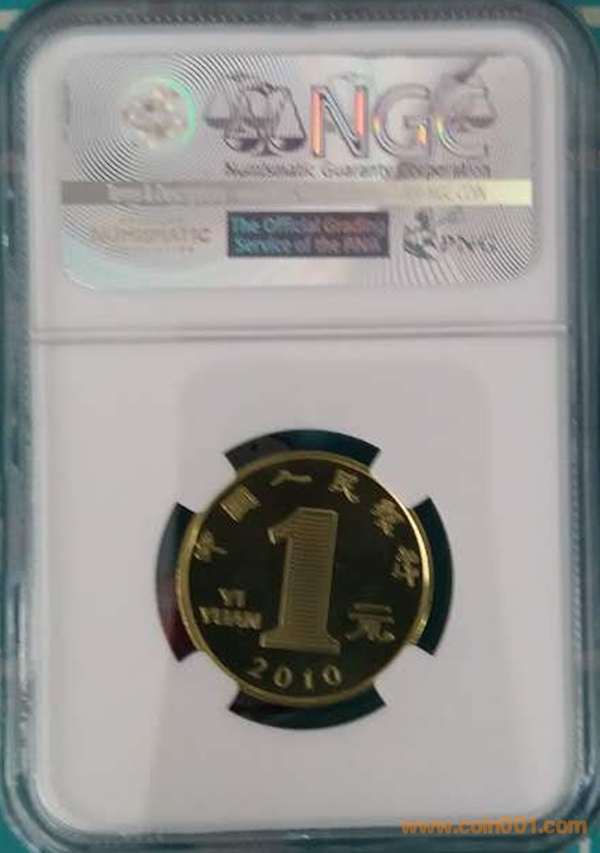 NGC
Numismatic Guaranty Corporation
NUMISMATIC
The Official Grading
Service of the PNG
PNG
中国人民银行
1
YI
YUAN
元
2010
www.coin001.com